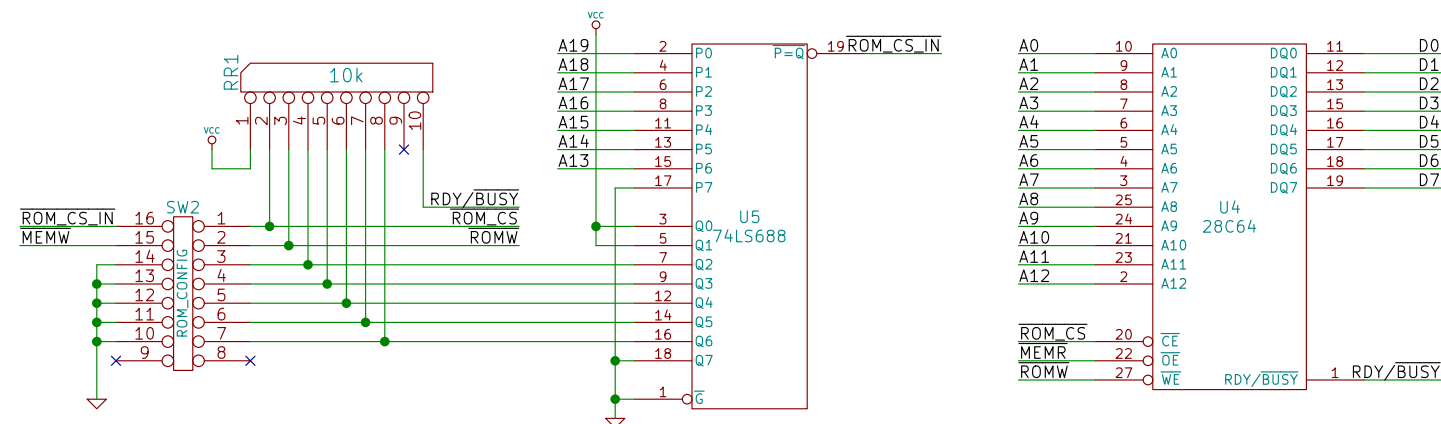 RR1
10k
1 2 3 4 5 6 7 8 9 10
vcc
RDY/BUSY
ROM_CS
ROMW
SW2
ROM_CONFIG
ROM_CS_IN 16 1
MEMW 15 2
14 3
13 4
12 5
11 6
10 7
9 8
vcc
U5
74LS688
A19 2 P0
A18 4 P1
A17 6 P2
A16 8 P3
A15 11 P4
A14 13 P5
A13 15 P6
17 P7
3 Q0
5 Q1
7 Q2
9 Q3
12 Q4
14 Q5
16 Q6
18 Q7
1 G
P=Q 19 ROM_CS_IN
U4
28C64
A0 10 A0
A1 9 A1
A2 8 A2
A3 7 A3
A4 6 A4
A5 5 A5
A6 4 A6
A7 3 A7
A8 25 A8
A9 24 A9
A10 21 A10
A11 23 A11
A12 2 A12
ROM_CS 20 CE
MEMR 22 OE
ROMW 27 WE
DQ0 11 D0
DQ1 12 D1
DQ2 13 D2
DQ3 15 D3
DQ4 16 D4
DQ5 17 D5
DQ6 18 D6
DQ7 19 D7
RDY/BUSY 1 RDY/BUSY